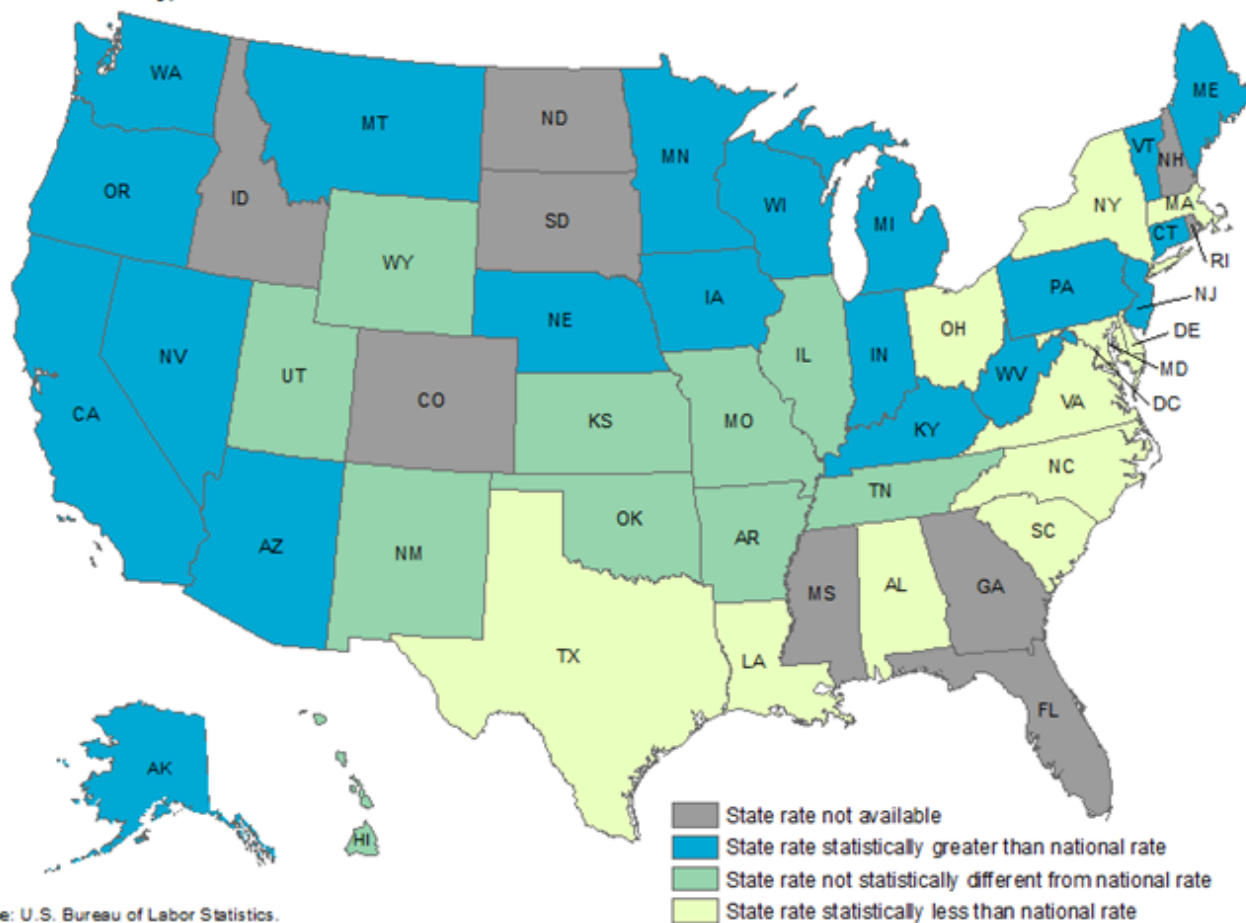 WA
ME
MT
ND
VT
NH
MN
OR
ID
WI
NY
MA
SD
MI
CT
WY
RI
IA
PA
NJ
NE
OH
DE
NV
IL
IN
MD
UT
WV
CA
CO
VA
DC
KS
MO
KY
NC
TN
OK
AZ
AR
SC
NM
MS
AL
GA
TX
LA
FL
AK
HI
State rate not available
State rate statistically greater than national rate
State rate not statistically different from national rate
State rate statistically less than national rate
e: U.S. Bureau of Labor Statistics.